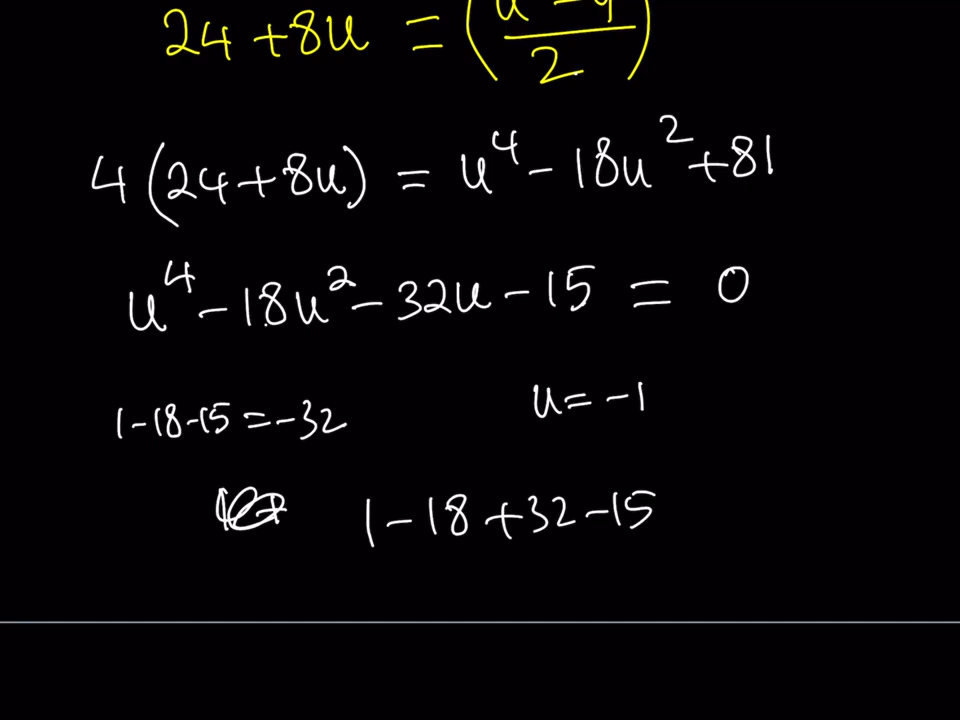 24 + 8u = (u - 9 / 2)
4 (24 + 8u) = u⁴ - 18u² + 81
u⁴ - 18u² - 32u - 15 = 0
1 - 18 - 15 = -32
u = -1
1 - 18 + 32 - 15